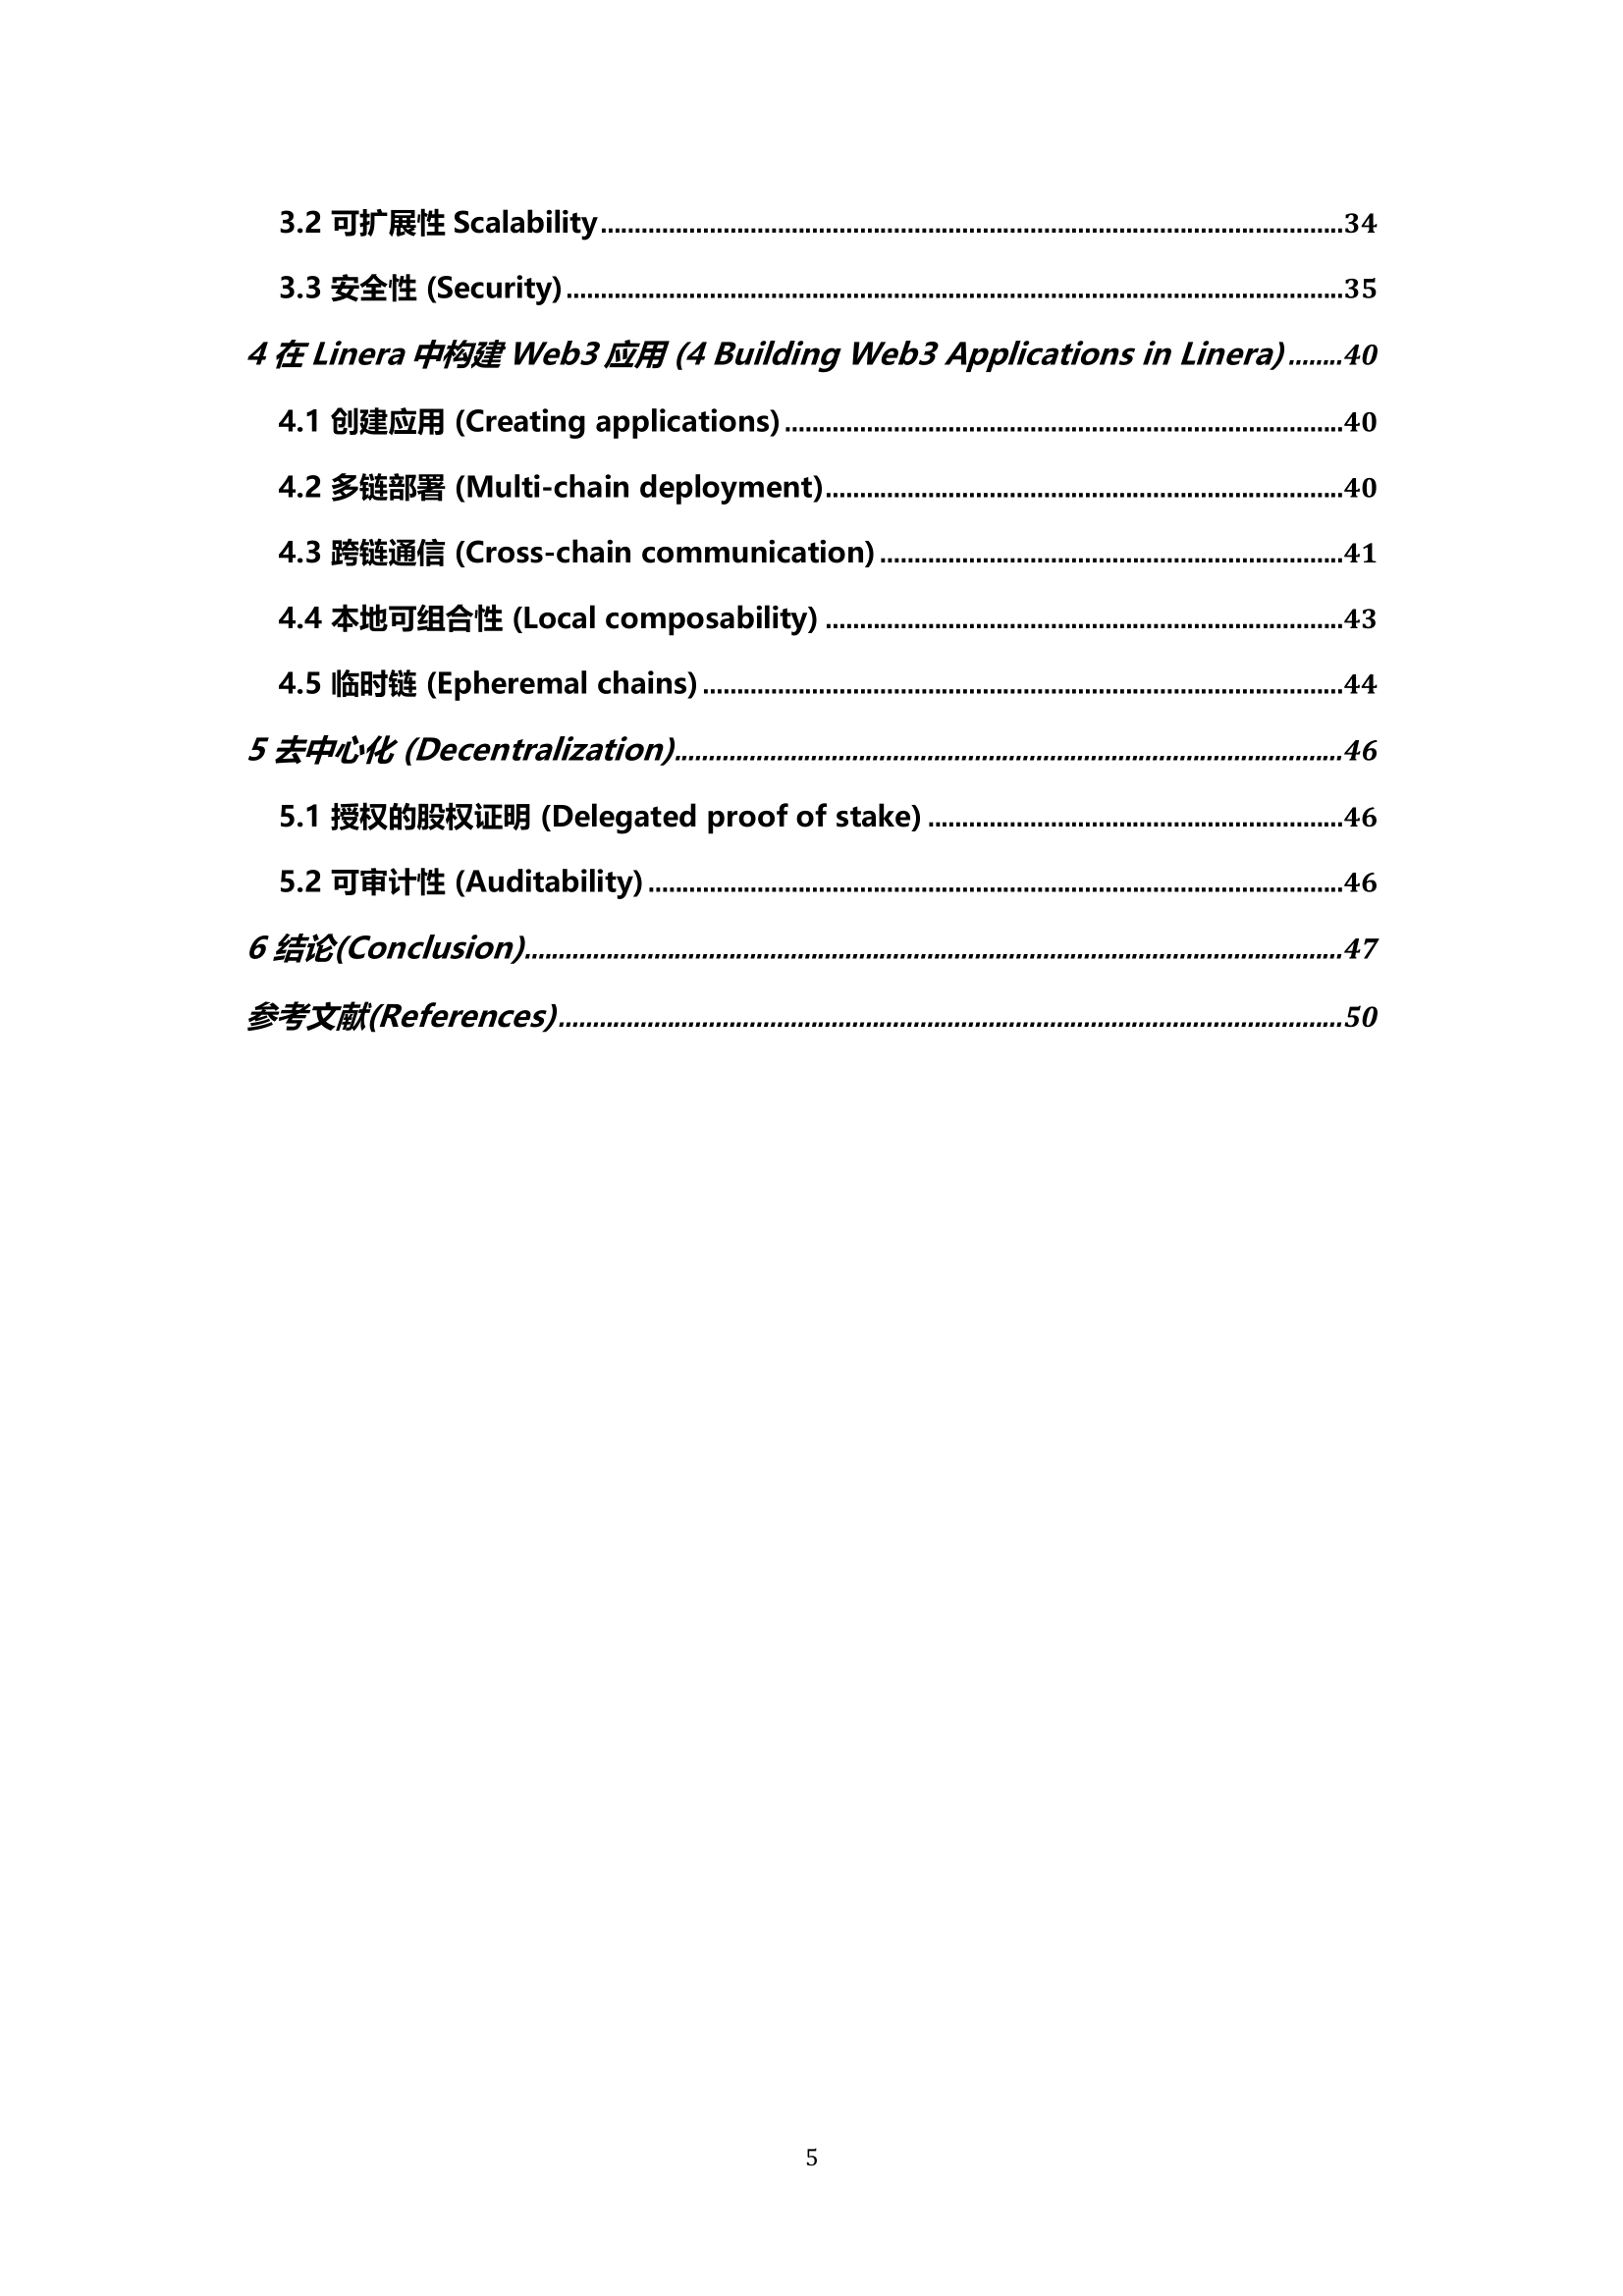 3.2 可扩展性 Scalability................34
3.3 安全性 (Security)................35
4 在 Linera 中构建 Web3 应用 (4 Building Web3 Applications in Linera)........40
4.1 创建应用 (Creating applications)................40
4.2 多链部署 (Multi-chain deployment)................40
4.3 跨链通信 (Cross-chain communication)................41
4.4 本地可组合性 (Local composability)................43
4.5 临时链 (Epheremal chains)................44
5 去中心化 (Decentralization)................46
5.1 授权的股权证明 (Delegated proof of stake)................46
5.2 可审计性 (Auditability)................46
6 结论(Conclusion)................47
参考文献(References)................50
5